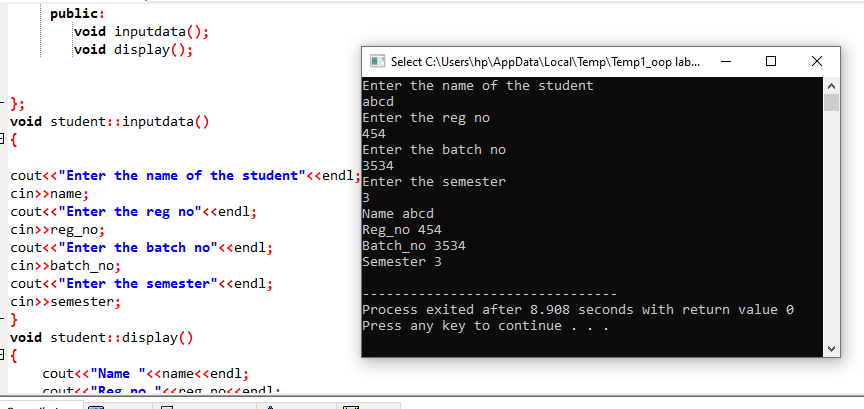 public:
void inputdata();
void display();
};
void student::inputdata()
{
cout<<"Enter the name of the student"<<endl;
cin>>name;
cout<<"Enter the reg no"<<endl;
cin>>reg_no;
cout<<"Enter the batch no"<<endl;
cin>>batch_no;
cout<<"Enter the semester"<<endl;
cin>>semester;
}
void student::display()
{
cout<<"Name "<<name<<endl;
cout<<"Reg_no "<<reg_no<<endl;
Select C:\Users\hp\AppData\Local\Temp\Temp1_oop lab...
Enter the name of the student
abcd
Enter the reg no
454
Enter the batch no
3534
Enter the semester
3
Name abcd
Reg_no 454
Batch_no 3534
Semester 3
--------------------------------
Process exited after 8.908 seconds with return value 0
Press any key to continue . . .